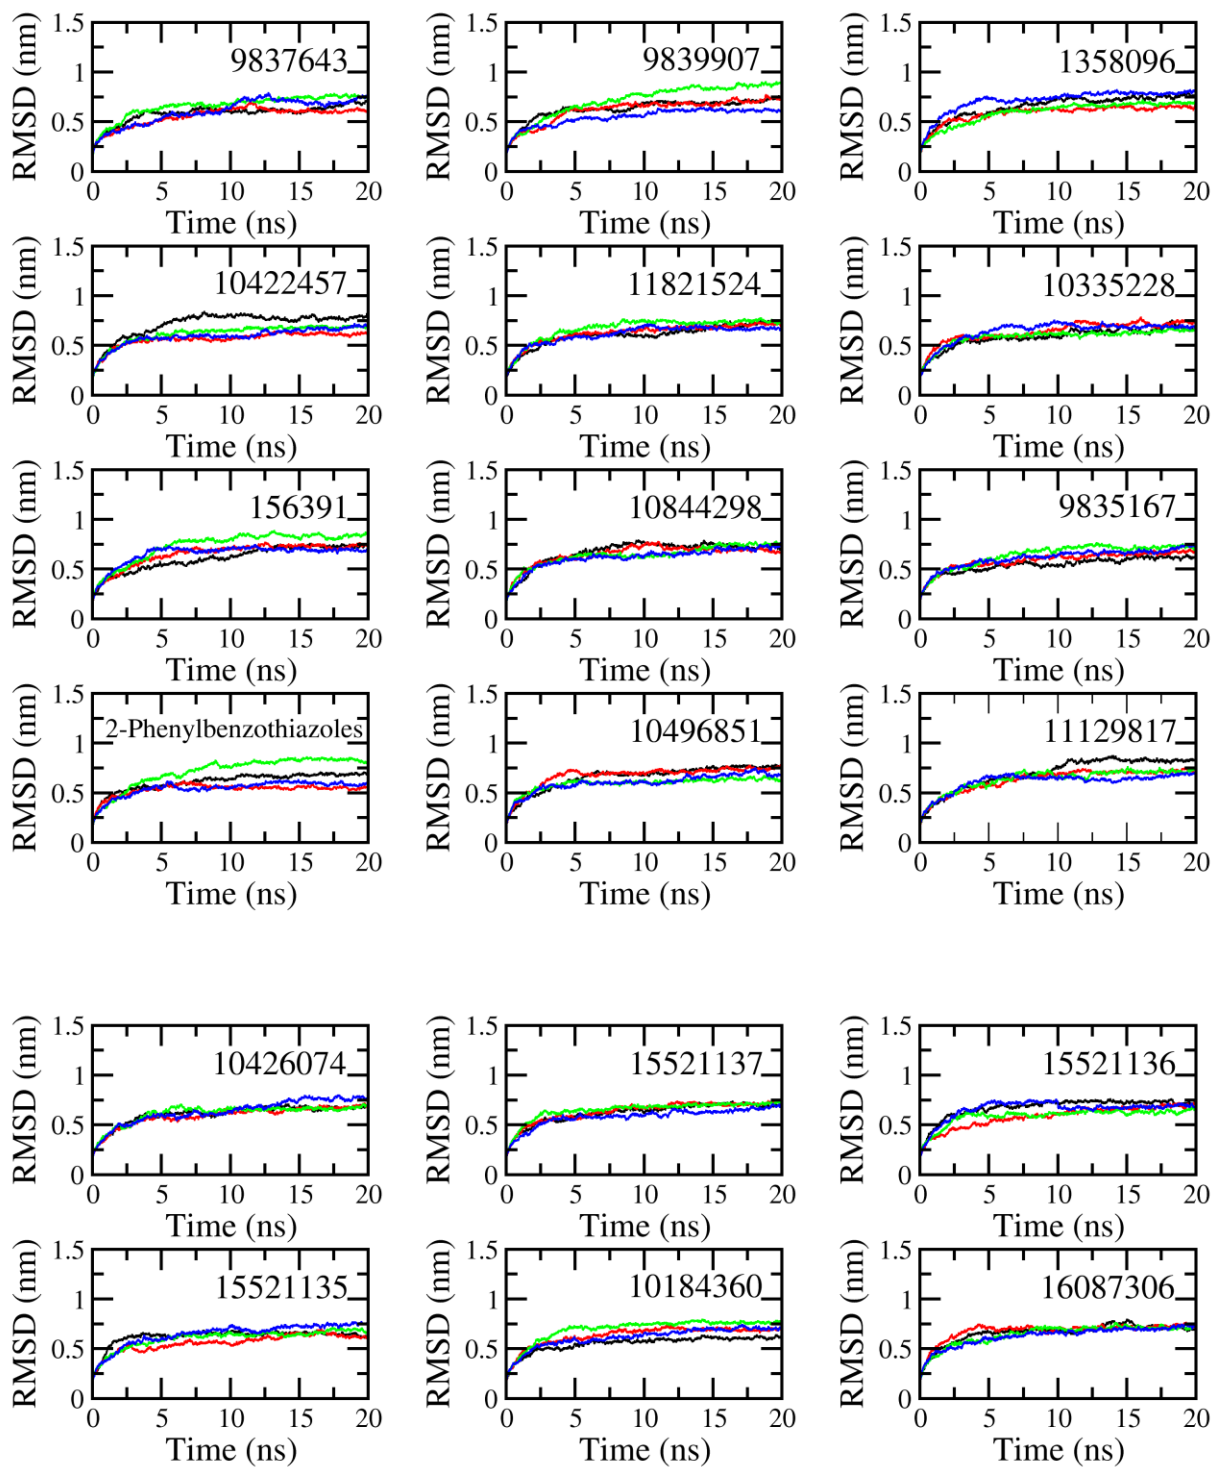 RMSD (nm) 1.5 1 0.5 0 9837643 0 5 10 15 20 Time (ns)
RMSD (nm) 1.5 1 0.5 0 9839907 0 5 10 15 20 Time (ns)
RMSD (nm) 1.5 1 0.5 0 1358096 0 5 10 15 20 Time (ns)
RMSD (nm) 1.5 1 0.5 0 10422457 0 5 10 15 20 Time (ns)
RMSD (nm) 1.5 1 0.5 0 11821524 0 5 10 15 20 Time (ns)
RMSD (nm) 1.5 1 0.5 0 10335228 0 5 10 15 20 Time (ns)
RMSD (nm) 1.5 1 0.5 0 156391 0 5 10 15 20 Time (ns)
RMSD (nm) 1.5 1 0.5 0 10844298 0 5 10 15 20 Time (ns)
RMSD (nm) 1.5 1 0.5 0 9835167 0 5 10 15 20 Time (ns)
RMSD (nm) 1.5 1 0.5 0 2-Phenylbenzothiazoles 0 5 10 15 20 Time (ns)
RMSD (nm) 1.5 1 0.5 0 10496851 0 5 10 15 20 Time (ns)
RMSD (nm) 1.5 1 0.5 0 11129817 0 5 10 15 20 Time (ns)
RMSD (nm) 1.5 1 0.5 0 10426074 0 5 10 15 20 Time (ns)
RMSD (nm) 1.5 1 0.5 0 15521137 0 5 10 15 20 Time (ns)
RMSD (nm) 1.5 1 0.5 0 15521136 0 5 10 15 20 Time (ns)
RMSD (nm) 1.5 1 0.5 0 15521135 0 5 10 15 20 Time (ns)
RMSD (nm) 1.5 1 0.5 0 10184360 0 5 10 15 20 Time (ns)
RMSD (nm) 1.5 1 0.5 0 16087306 0 5 10 15 20 Time (ns)